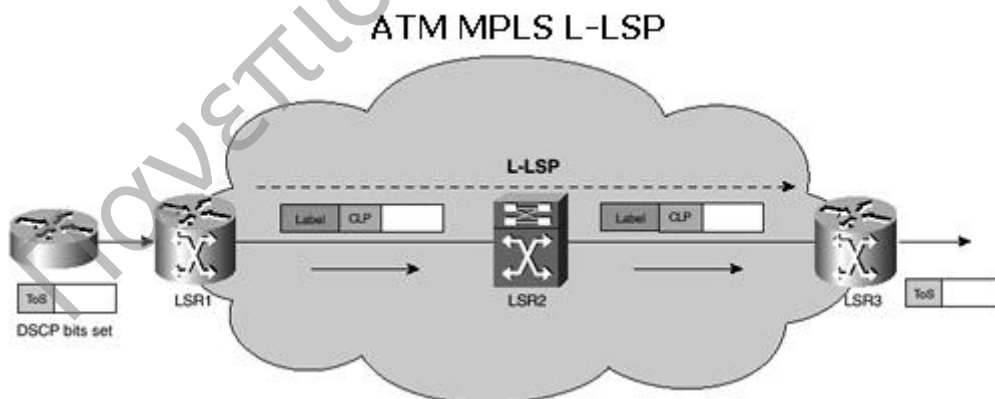 ATM MPLS L-LSP
L-LSP
Label CLP
Label CLP
LSR1
LSR2
LSR3
ToS
ToS
DSCP bits set